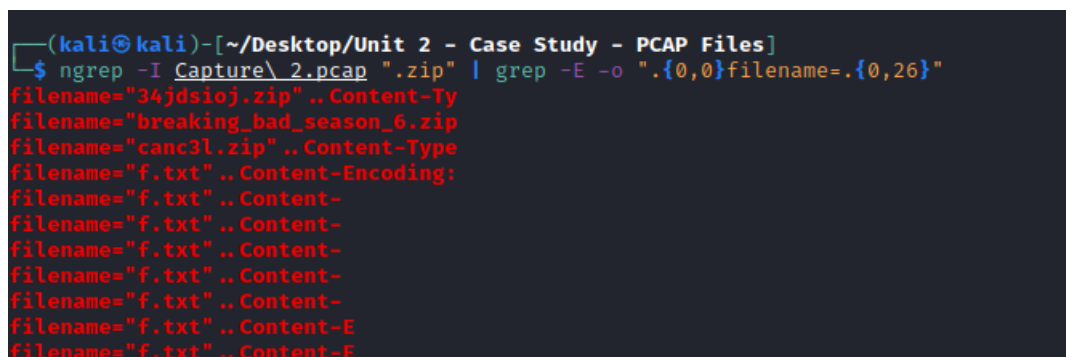 ┌──(kali㉿kali)-[~/Desktop/Unit 2 - Case Study - PCAP Files]
└─$ ngrep -I Capture\ 2.pcap ".zip" | grep -E -o ".{0,0}filename=.{0,26}"
filename="34jdsioj.zip"..Content-Ty
filename="breaking_bad_season_6.zip
filename="canc3l.zip"..Content-Type
filename="f.txt"..Content-Encoding:
filename="f.txt"..Content-
filename="f.txt"..Content-
filename="f.txt"..Content-
filename="f.txt"..Content-
filename="f.txt"..Content-
filename="f.txt"..Content-E
filename="f.txt"..Content-E